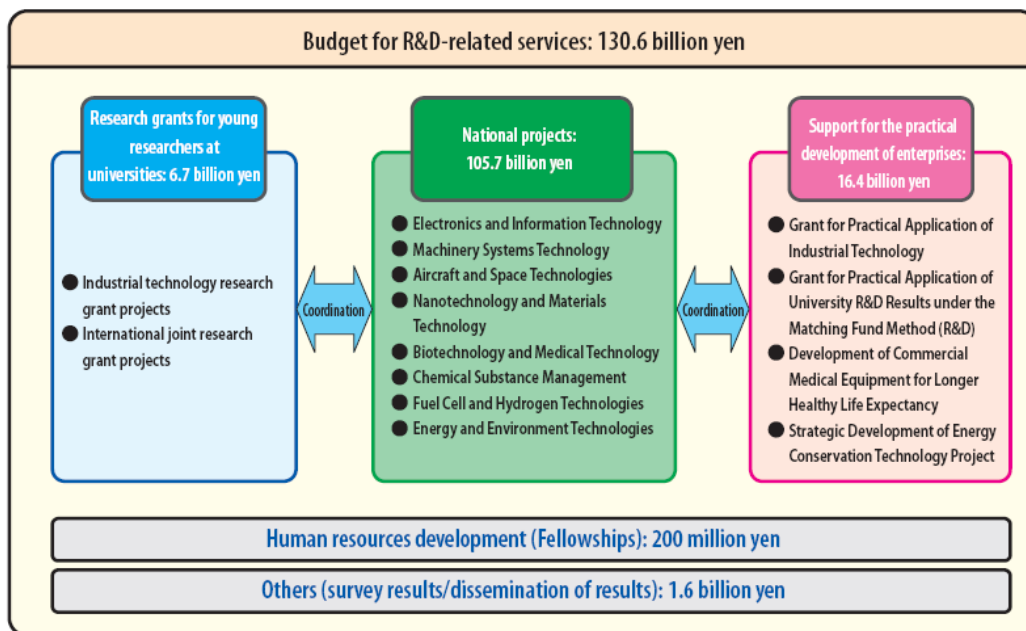 Budget for R&D-related services: 130.6 billion yen
Research grants for young
researchers at
universities: 6.7 billion yen
● Industrial technology research
grant projects
● International joint research
grant projects
Coordination
National projects:
105.7 billion yen
● Electronics and Information Technology
● Machinery Systems Technology
● Aircraft and Space Technologies
● Nanotechnology and Materials
Technology
● Biotechnology and Medical Technology
● Chemical Substance Management
● Fuel Cell and Hydrogen Technologies
● Energy and Environment Technologies
Coordination
Support for the practical
development of enterprises:
16.4 billion yen
● Grant for Practical Application of
Industrial Technology
● Grant for Practical Application of
University R&D Results under the
Matching Fund Method (R&D)
● Development of Commercial
Medical Equipment for Longer
Healthy Life Expectancy
● Strategic Development of Energy
Conservation Technology Project
Human resources development (Fellowships): 200 million yen
Others (survey results/dissemination of results): 1.6 billion yen